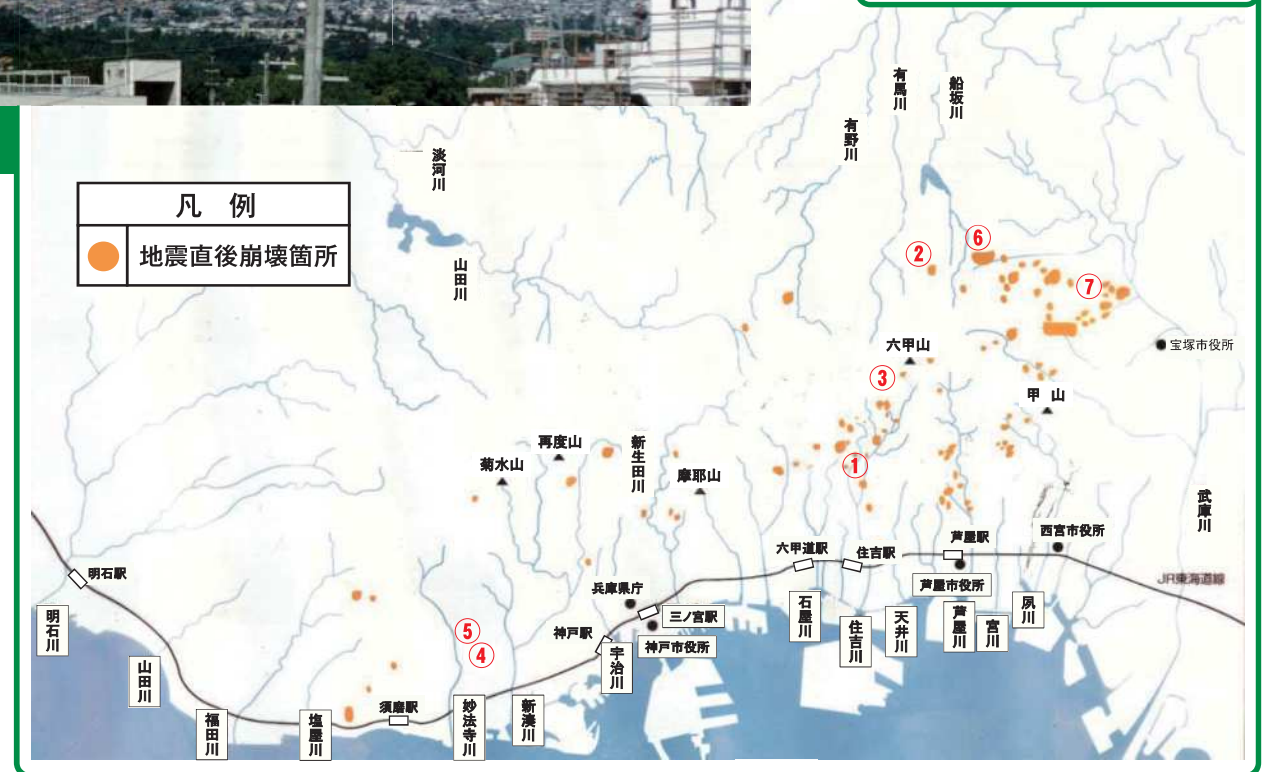 凡 例
地震直後崩壊箇所
淡河川
山田川
有野川
有馬川
船坂川
②
⑥
⑦
宝塚市役所
六甲山
③
甲 山
再度山
菊水山
新生田川
摩耶山
①
武庫川
西宮市役所
芦屋駅
住吉駅
六甲道駅
JR東海道線
芦屋市役所
明石駅
兵庫県庁
三ノ宮駅
神戸駅
神戸市役所
⑤
④
明石川
山田川
福田川
塩屋川
須磨駅
妙法寺川
新湊川
宇治川
石屋川
住吉川
天井川
芦屋川
宮川
夙川